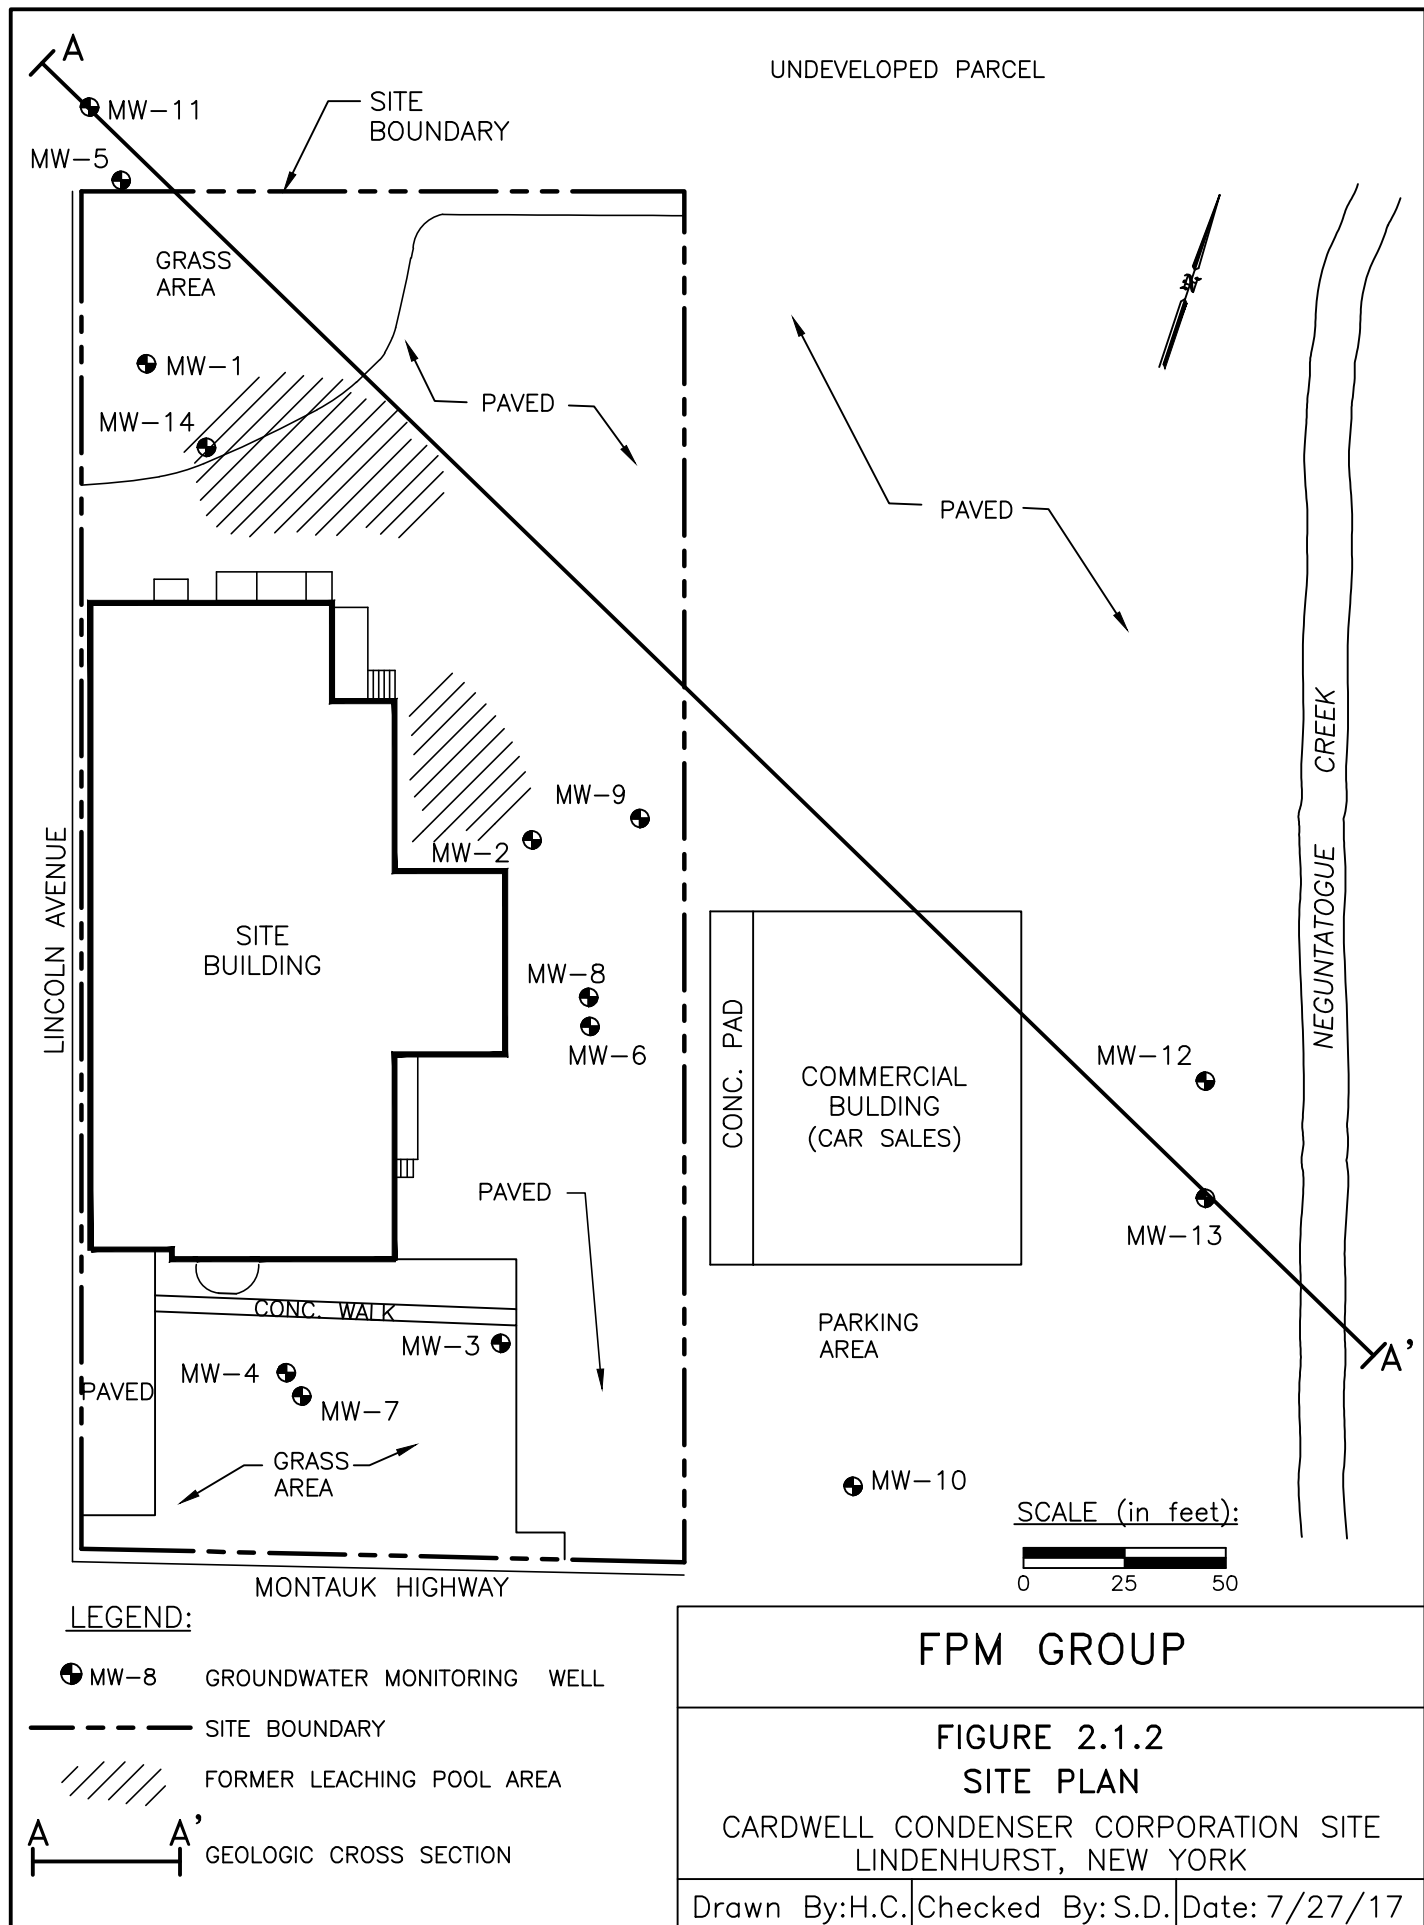 A
UNDEVELOPED PARCEL
MW-11
SITE
BOUNDARY
MW-5
GRASS
AREA
N
MW-1
PAVED
MW-14
PAVED
NEGUNTATOGUE CREEK
MW-9
MW-2
LINCOLN AVENUE
SITE
BUILDING
MW-8
MW-6
CONC. PAD
COMMERCIAL
BULDING
(CAR SALES)
MW-12
PAVED
MW-13
CONC. WALK
MW-3
PARKING
AREA
A'
MW-4
PAVED
MW-7
GRASS
AREA
MW-10
SCALE (in feet):
0 25 50
MONTAUK HIGHWAY
LEGEND:
MW-8 GROUNDWATER MONITORING WELL
SITE BOUNDARY
FORMER LEACHING POOL AREA
A A'
GEOLOGIC CROSS SECTION
FPM GROUP
FIGURE 2.1.2
SITE PLAN
CARDWELL CONDENSER CORPORATION SITE
LINDENHURST, NEW YORK
Drawn By:H.C. Checked By:S.D. Date: 7/27/17